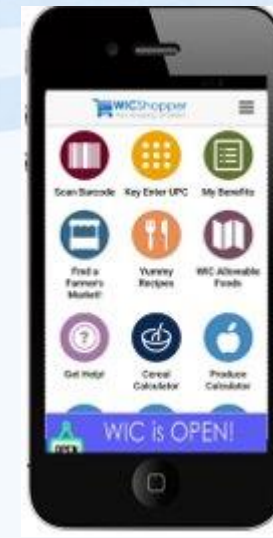 WICShopper
Scan Barcode
Key Enter UPC
My Benefits
Find a
Farmer's
Market!
Yummy
Recipes
WIC Allowable
Foods
Get Help!
Cereal
Calculator
Produce
Calculator
OPEN
WIC is OPEN!